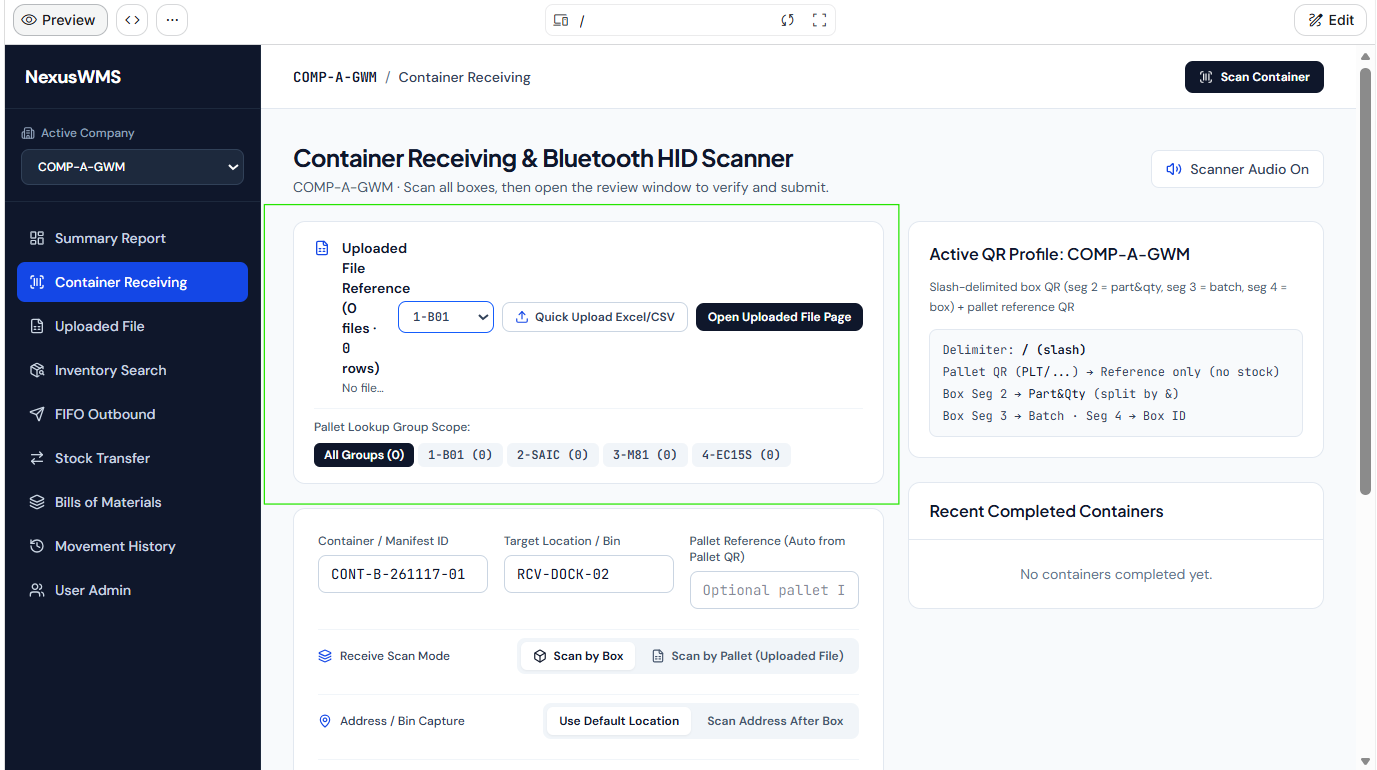 Preview
/
Edit
NexusWMS
Active Company
COMP-A-GWM
Summary Report
Container Receiving
Uploaded File
Inventory Search
FIFO Outbound
Stock Transfer
Bills of Materials
Movement History
User Admin
COMP-A-GWM / Container Receiving
Scan Container
Container Receiving & Bluetooth HID Scanner
COMP-A-GWM · Scan all boxes, then open the review window to verify and submit.
Scanner Audio On
Uploaded
File
Reference
(0
files ·
0
rows)
No file...
1-B01
Quick Upload Excel/CSV
Open Uploaded File Page
Pallet Lookup Group Scope:
All Groups (0)
1-B01 (0)
2-SAIC (0)
3-M81 (0)
4-EC15S (0)
Container / Manifest ID
CONT-B-261117-01
Target Location / Bin
RCV-DOCK-02
Pallet Reference (Auto from
Pallet QR)
Optional pallet I
Receive Scan Mode
Scan by Box
Scan by Pallet (Uploaded File)
Address / Bin Capture
Use Default Location
Scan Address After Box
Active QR Profile: COMP-A-GWM
Slash-delimited box QR (seg 2 = part&qty, seg 3 = batch, seg 4 =
box) + pallet reference QR
Delimiter: / (slash)
Pallet QR (PLT/...) → Reference only (no stock)
Box Seg 2 → Part&Qty (split by &)
Box Seg 3 → Batch · Seg 4 → Box ID
Recent Completed Containers
No containers completed yet.